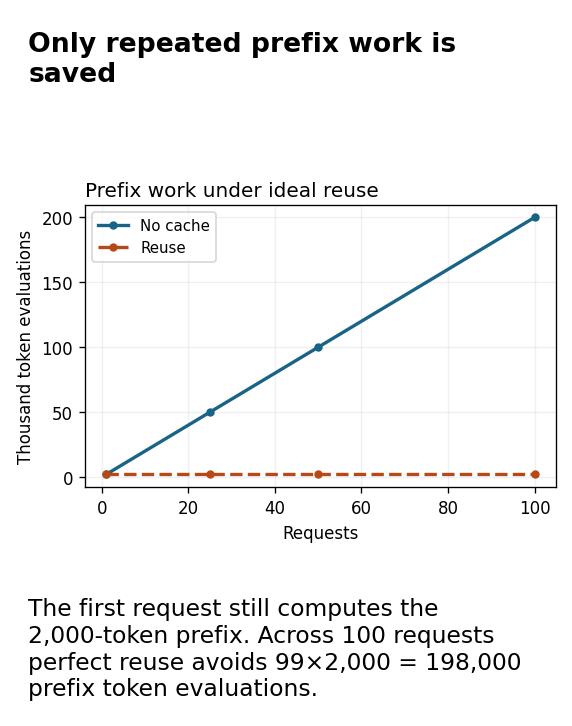 Only repeated prefix work is
saved
Prefix work under ideal reuse
No cache
Reuse
Thousand token evaluations
200
150
100
50
0
0 20 40 60 80 100
Requests
The first request still computes the
2,000-token prefix. Across 100 requests
perfect reuse avoids 99×2,000 = 198,000
prefix token evaluations.